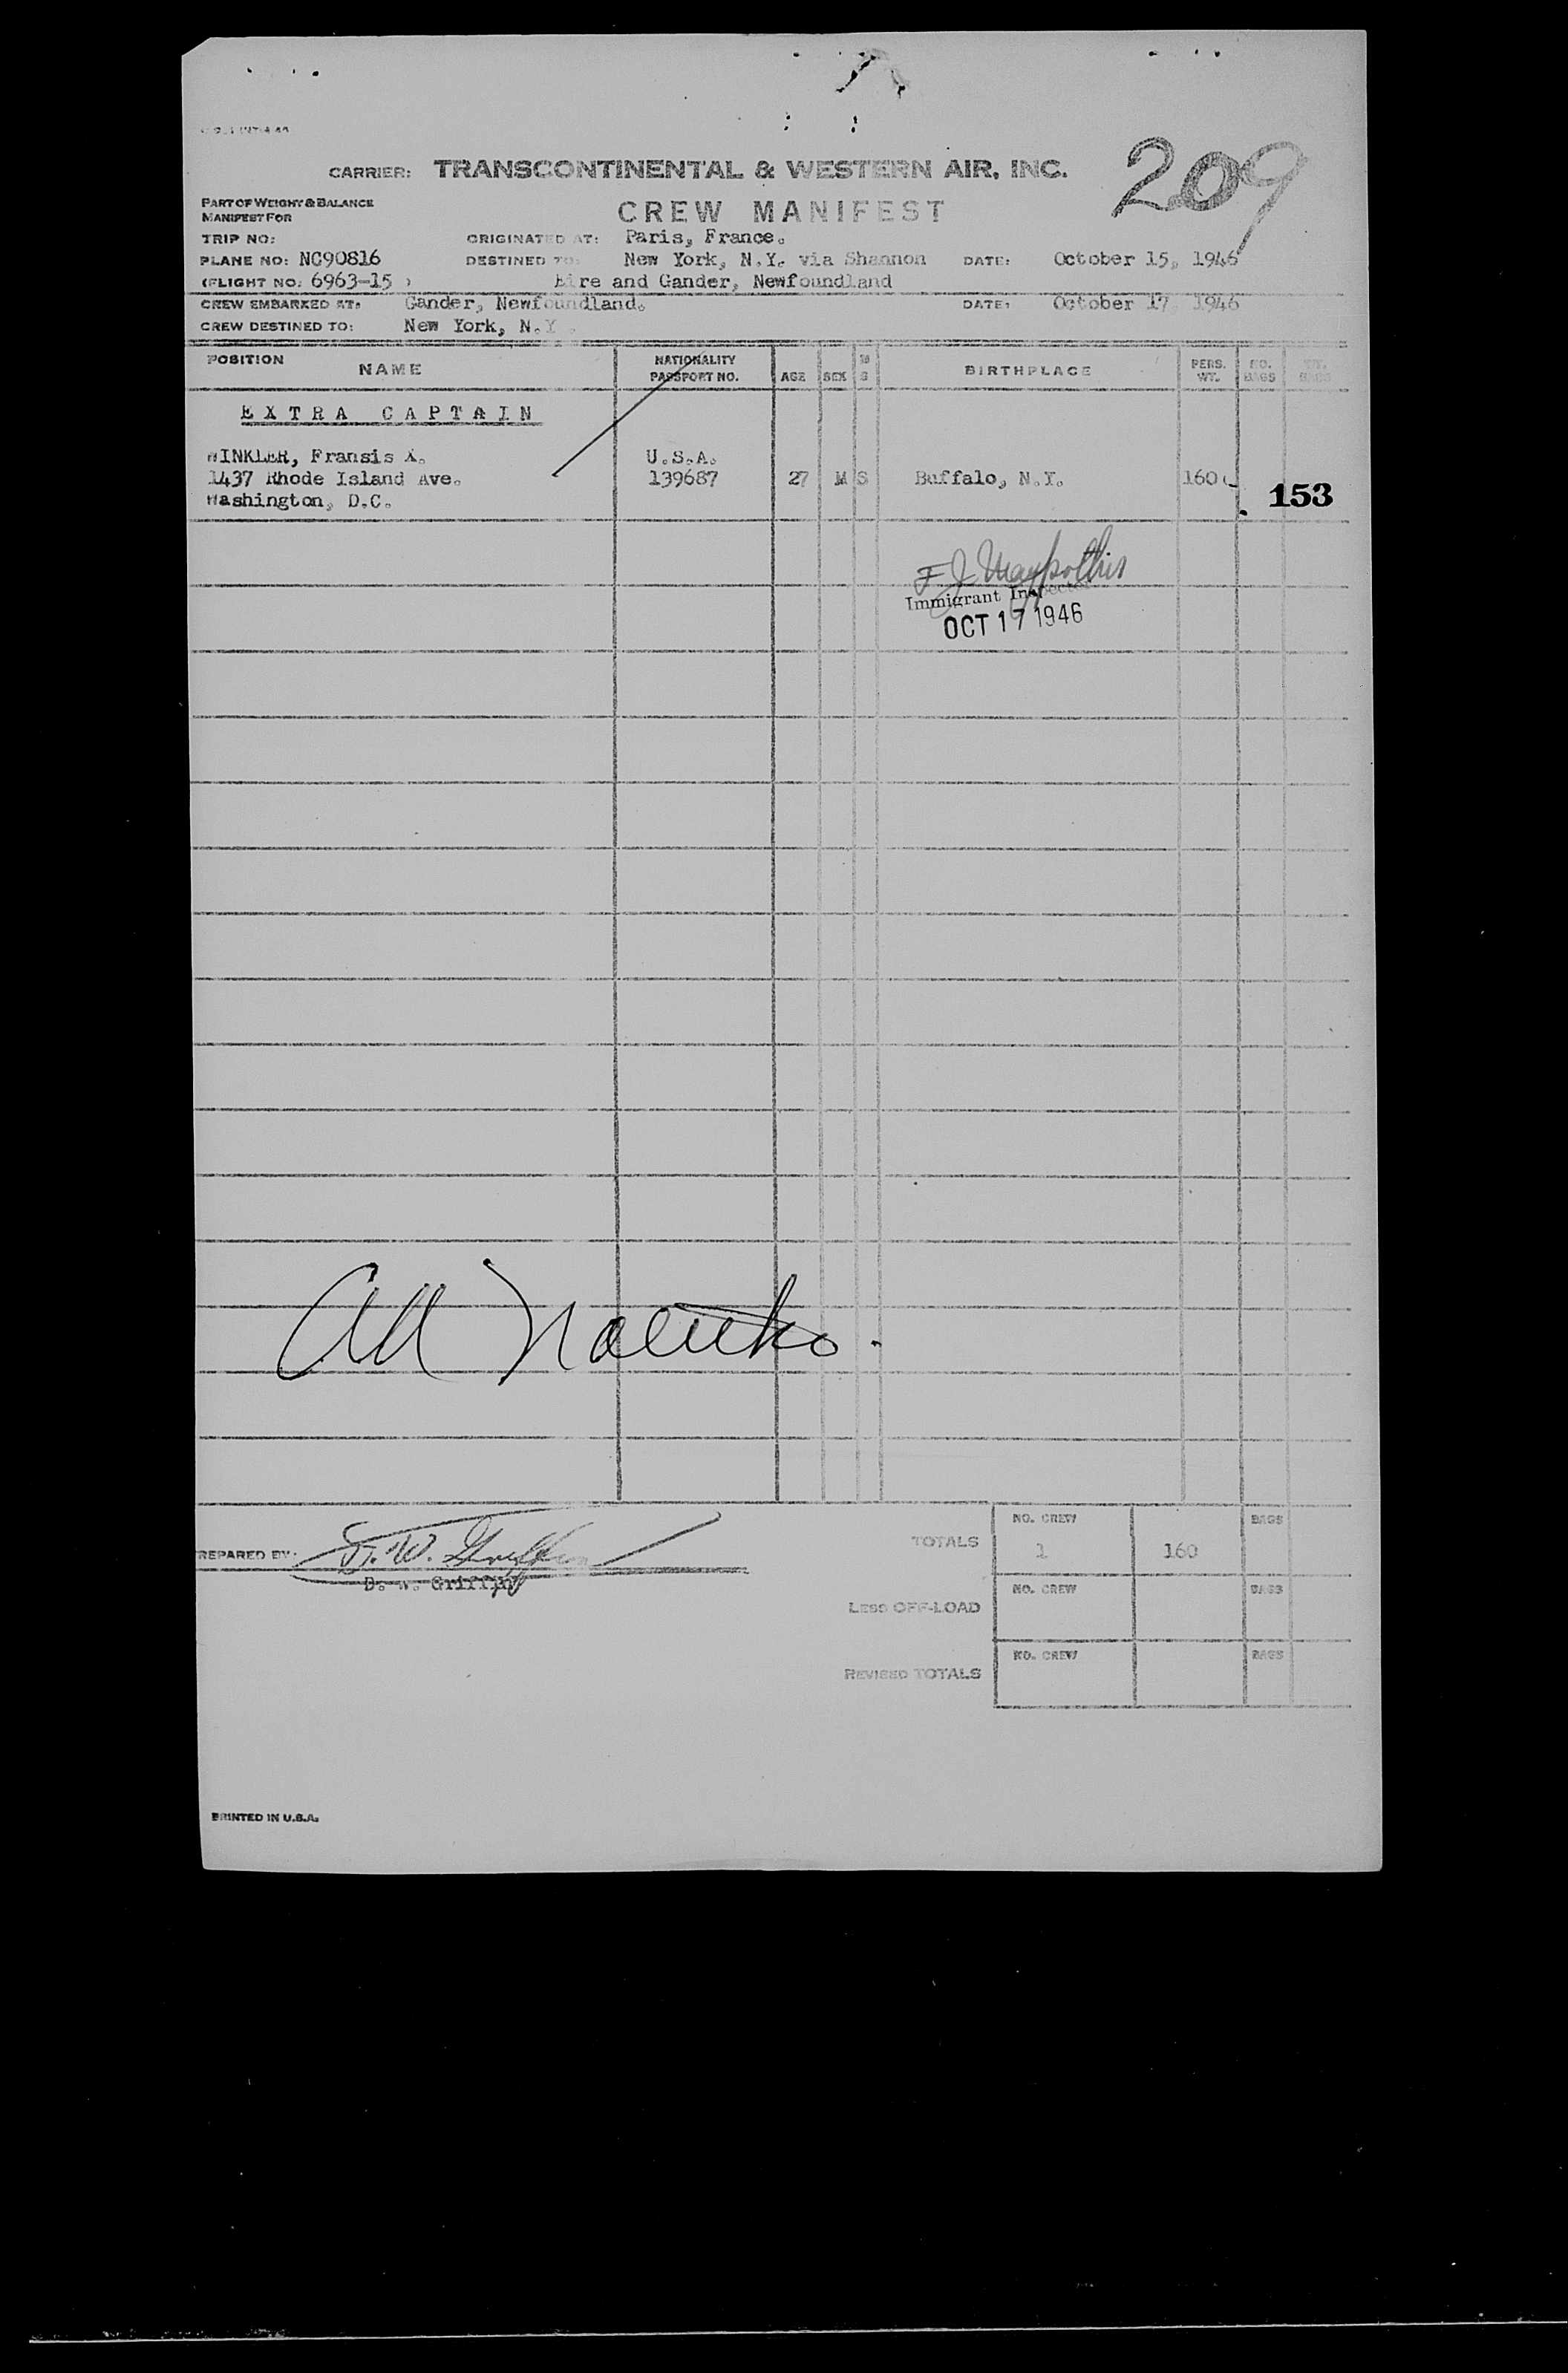 209
CARRIER: TRANSCONTINENTAL & WESTERN AIR, INC.
PART OF WEIGHT & BALANCE
MANIFEST FOR
CREW MANIFEST
TRIP NO: ORIGINATED AT: Paris, France.
PLANE NO: NC90816 DESTINED TO: New York, N.Y. via Shannon DATE: October 15, 1946
(FLIGHT NO: 6963-15 ) Eire and Gander, Newfoundland
CREW EMBARKED AT: Gander, Newfoundland. DATE: October 17 1946
CREW DESTINED TO: New York, N.Y.
POSITION NAME NATIONALITY PASSPORT NO. AGE SEX M S BIRTHPLACE PERS. WT. NO. BAGS WT. BAGS
EXTRA CAPTAIN
WINKLER, Fransis X. U.S.A.
1437 Rhode Island Ave. 139687 27 M S Buffalo, N.Y. 160
Washington, D.C.
153
Immigrant Inspector
OCT 17 1946
All
TOTALS NO. CREW 1 160 BAGS
PREPARED BY:
D. W. Griffin
LESS OFF-LOAD NO. CREW BAGS
REVISED TOTALS NO. CREW BAGS
PRINTED IN U.S.A.